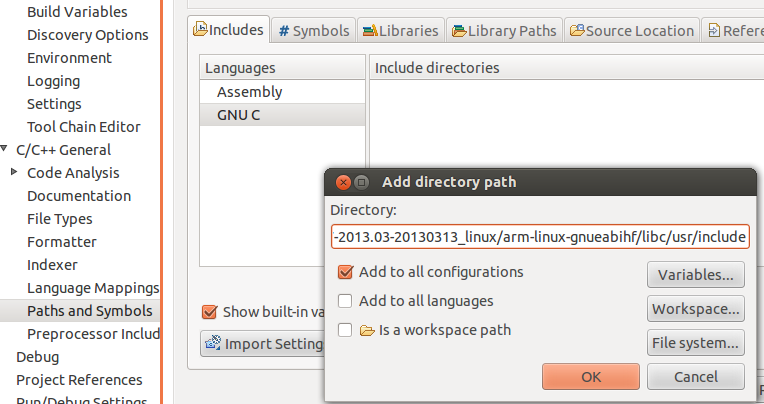 Build Variables
Discovery Options
Environment
Logging
Settings
Tool Chain Editor
C/C++ General
Code Analysis
Documentation
File Types
Formatter
Indexer
Language Mappings
Paths and Symbols
Preprocessor Includ
Debug
Project References
Run/Debug Settings
Includes
# Symbols
Libraries
Library Paths
Source Location
Refere
Languages
Include directories
Assembly
GNU C
Show built-in va
Import Setting
Add directory path
Directory:
-2013.03-20130313_linux/arm-linux-gnueabihf/libc/usr/include
Add to all configurations
Variables...
Add to all languages
Workspace...
Is a workspace path
File system...
OK
Cancel